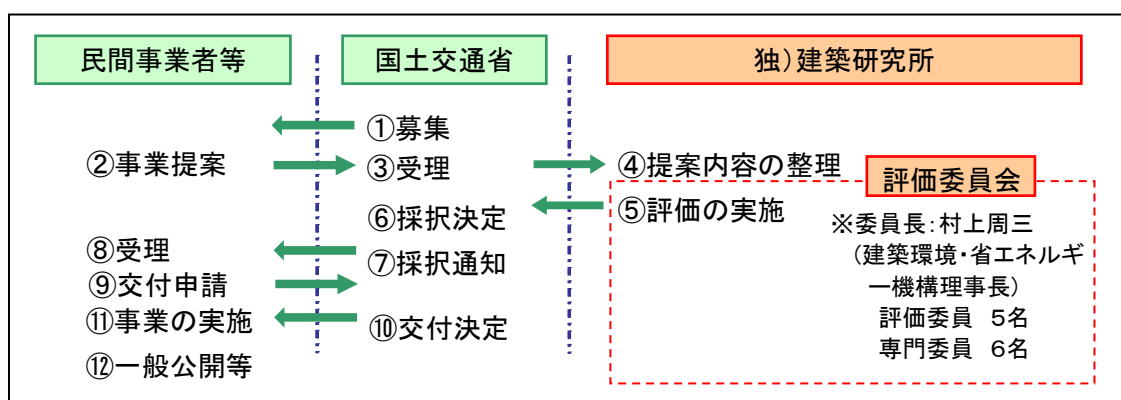 民間事業者等
国土交通省
独）建築研究所
①募集
②事業提案
③受理
④提案内容の整理
評価委員会
⑤評価の実施
⑥採択決定
※委員長：村上周三
（建築環境・省エネルギ
ー機構理事長）
評価委員 5名
専門委員 6名
⑦採択通知
⑧受理
⑨交付申請
⑩交付決定
⑪事業の実施
⑫一般公開等